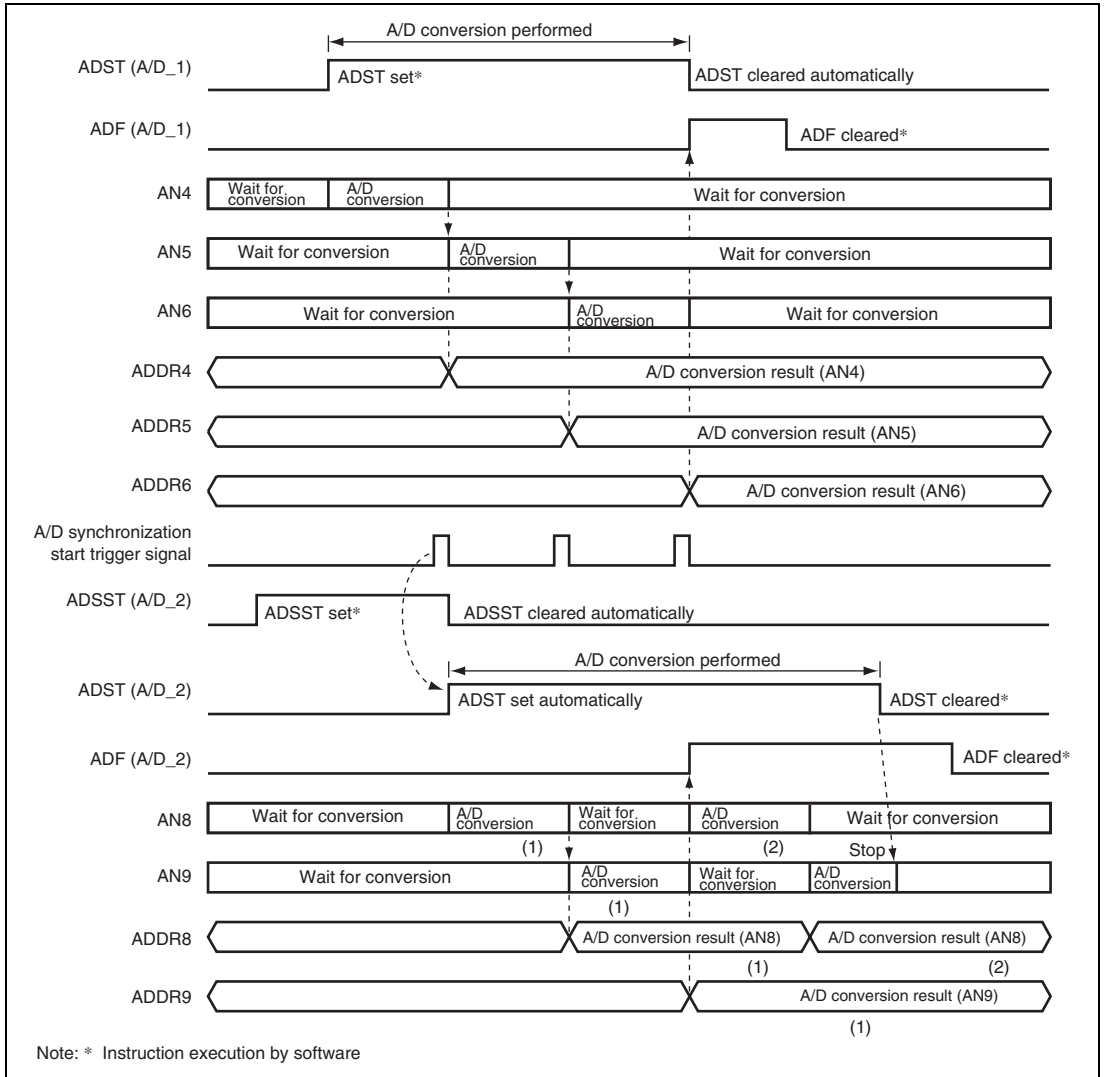 A/D conversion performed
ADST (A/D_1)
ADST set*
ADST cleared automatically
ADF (A/D_1)
ADF cleared*
AN4
Wait for
conversion
A/D
conversion
Wait for conversion
AN5
Wait for conversion
A/D
conversion
Wait for conversion
AN6
Wait for conversion
A/D
conversion
Wait for conversion
ADDR4
A/D conversion result (AN4)
ADDR5
A/D conversion result (AN5)
ADDR6
A/D conversion result (AN6)
A/D synchronization
start trigger signal
ADSST (A/D_2)
ADSST set*
ADSST cleared automatically
A/D conversion performed
ADST (A/D_2)
ADST set automatically
ADST cleared*
ADF (A/D_2)
ADF cleared*
AN8
Wait for conversion
A/D
conversion
Wait for
conversion
A/D
conversion
Wait for conversion
(1)
(2)
Stop
AN9
Wait for conversion
A/D
conversion
Wait for
conversion
A/D
conversion
(1)
ADDR8
A/D conversion result (AN8)
A/D conversion result (AN8)
(1)
(2)
ADDR9
A/D conversion result (AN9)
(1)
Note: * Instruction execution by software